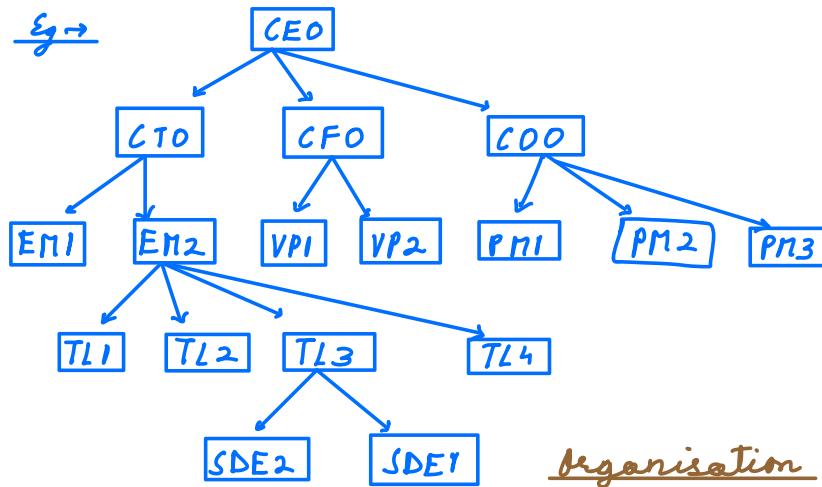 Eg →
CEO
CTO CFO COO
EM1 EM2 VP1 VP2 PM1 PM2 PM3
TL1 TL2 TL3 TL4
SDE2 SDE1
Organisation